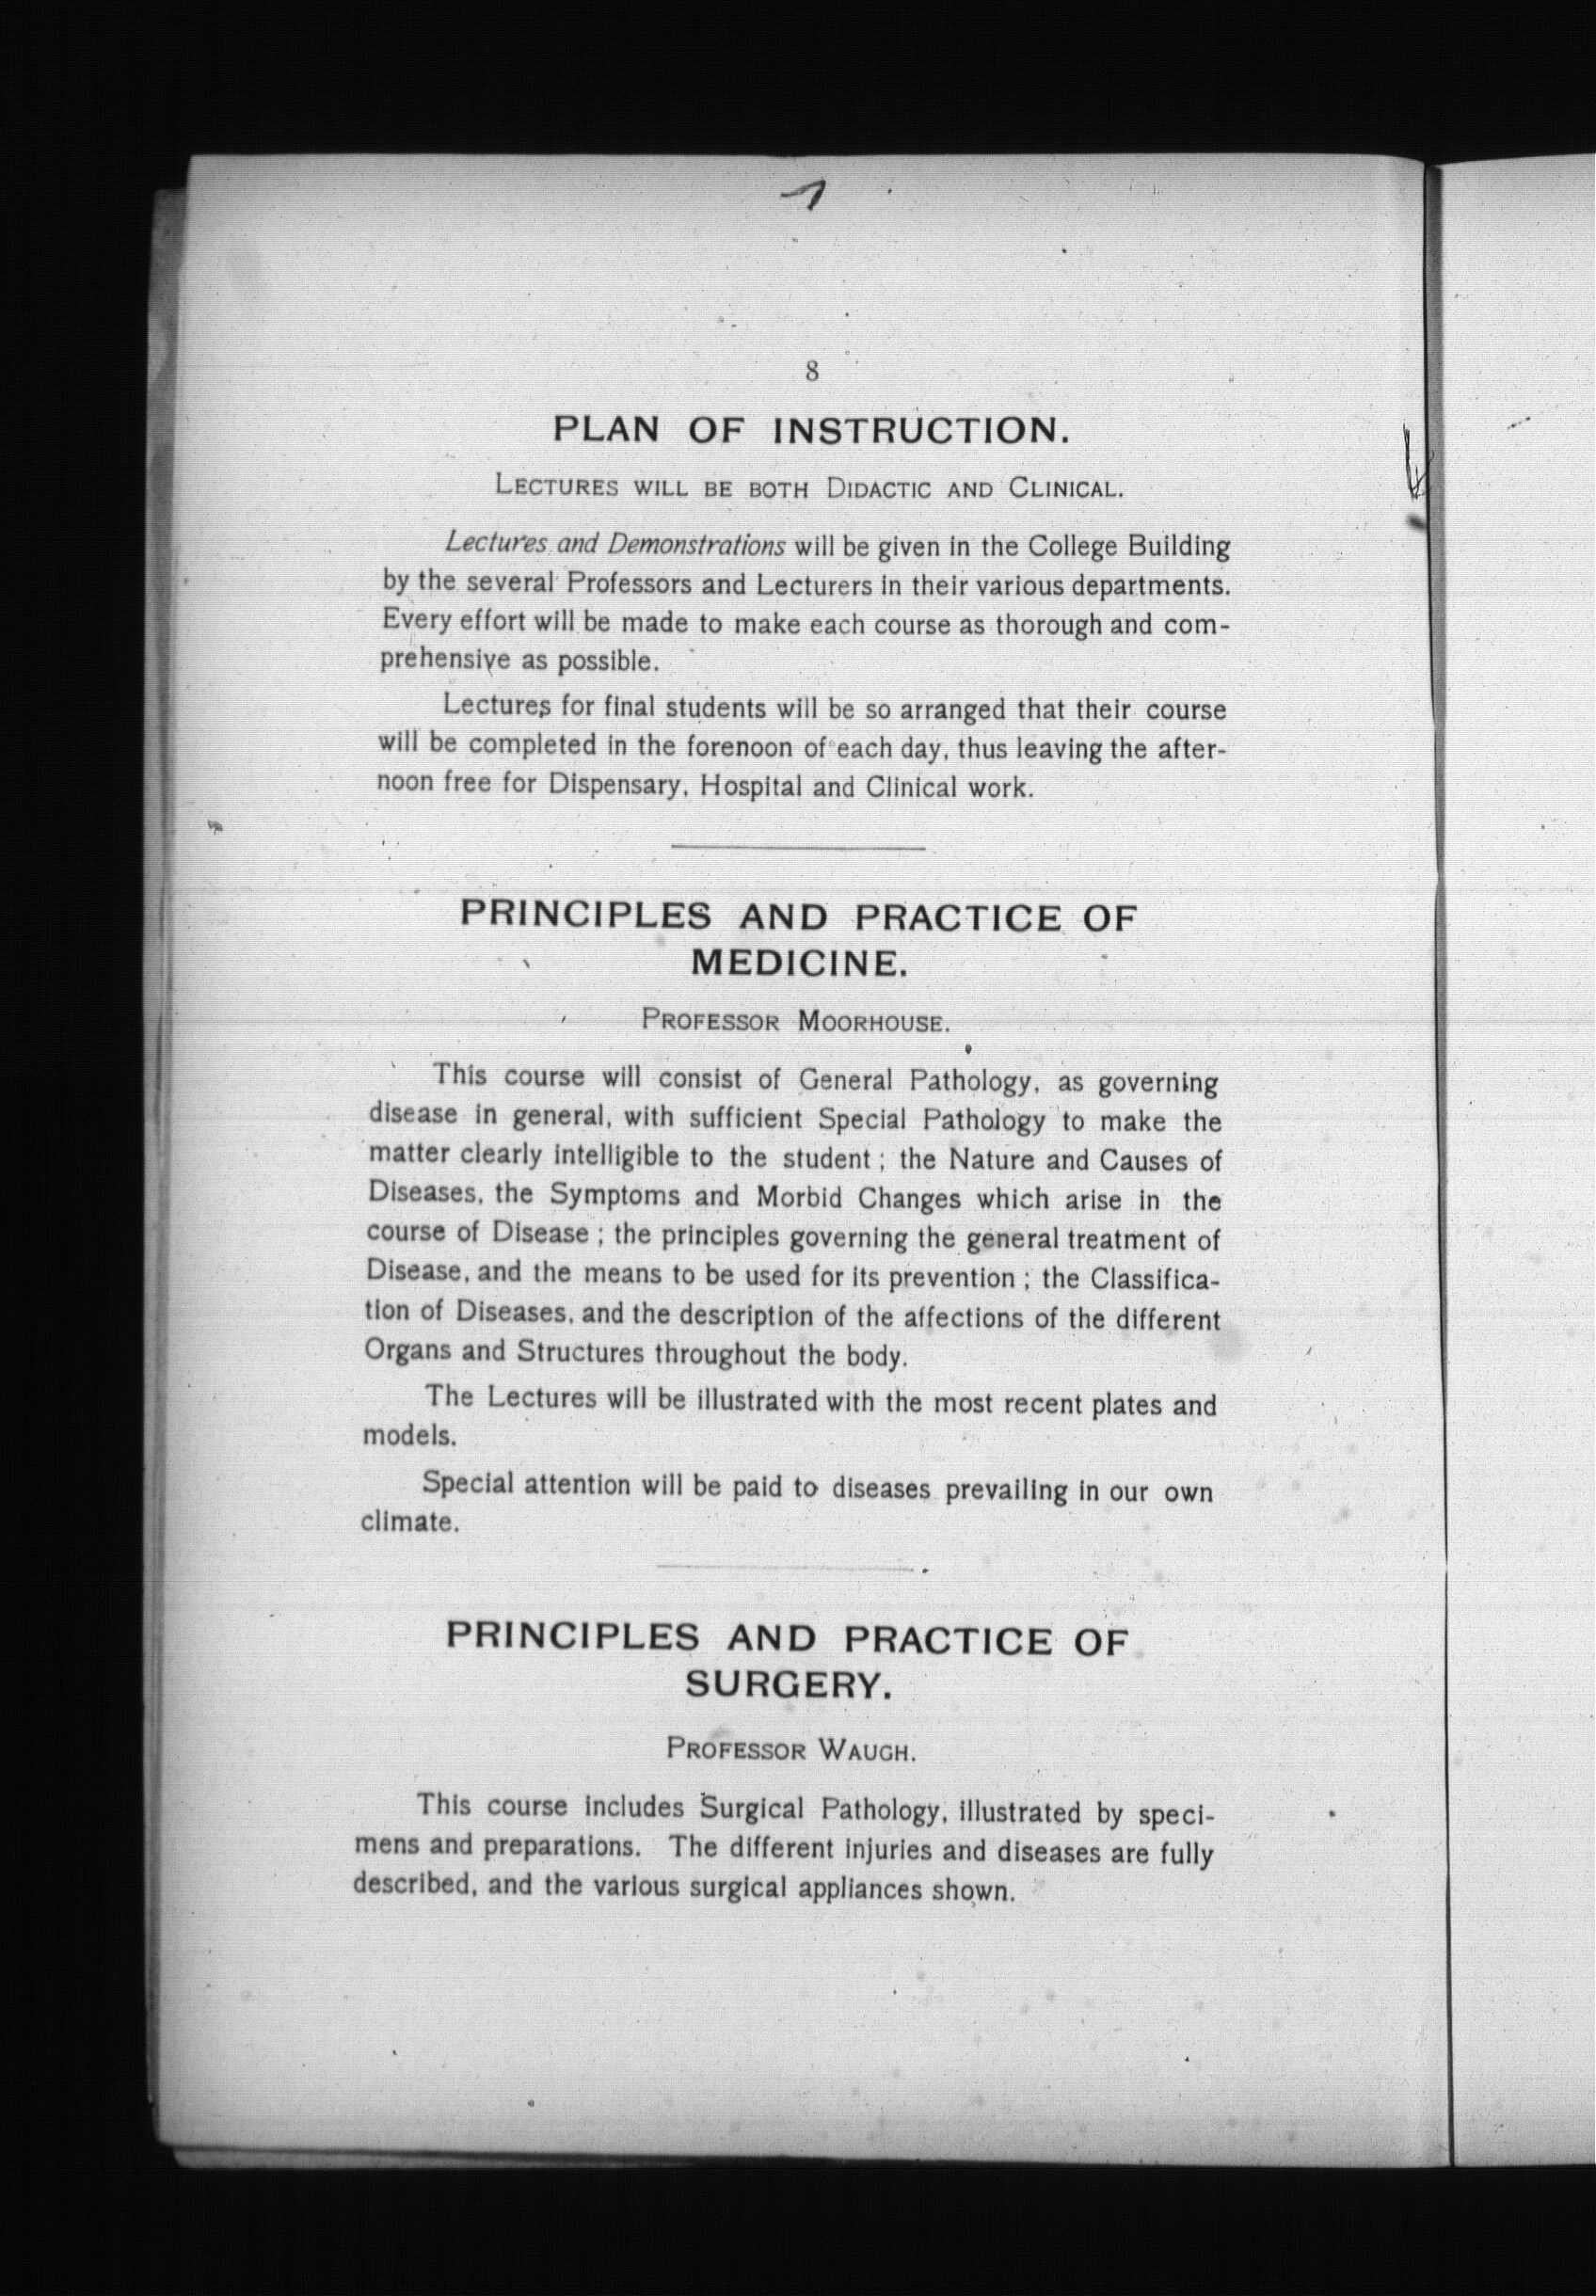 8
PLAN OF INSTRUCTION.
LECTURES WILL BE BOTH DIDACTIC AND CLINICAL.
Lectures and Demonstrations will be given in the College Building
by the several Professors and Lecturers in their various departments.
Every effort will be made to make each course as thorough and com-
prehensive as possible.
Lectures for final students will be so arranged that their course
will be completed in the forenoon of each day, thus leaving the after-
noon free for Dispensary, Hospital and Clinical work.
PRINCIPLES AND PRACTICE OF
MEDICINE.
PROFESSOR MOORHOUSE.
This course will consist of General Pathology, as governing
disease in general, with sufficient Special Pathology to make the
matter clearly intelligible to the student ; the Nature and Causes of
Diseases, the Symptoms and Morbid Changes which arise in the
course of Disease ; the principles governing the general treatment of
Disease, and the means to be used for its prevention ; the Classifica-
tion of Diseases, and the description of the affections of the different
Organs and Structures throughout the body.
The Lectures will be illustrated with the most recent plates and
models.
Special attention will be paid to diseases prevailing in our own
climate.
PRINCIPLES AND PRACTICE OF
SURGERY.
PROFESSOR WAUGH.
This course includes Surgical Pathology, illustrated by speci-
mens and preparations. The different injuries and diseases are fully
described, and the various surgical appliances shown.